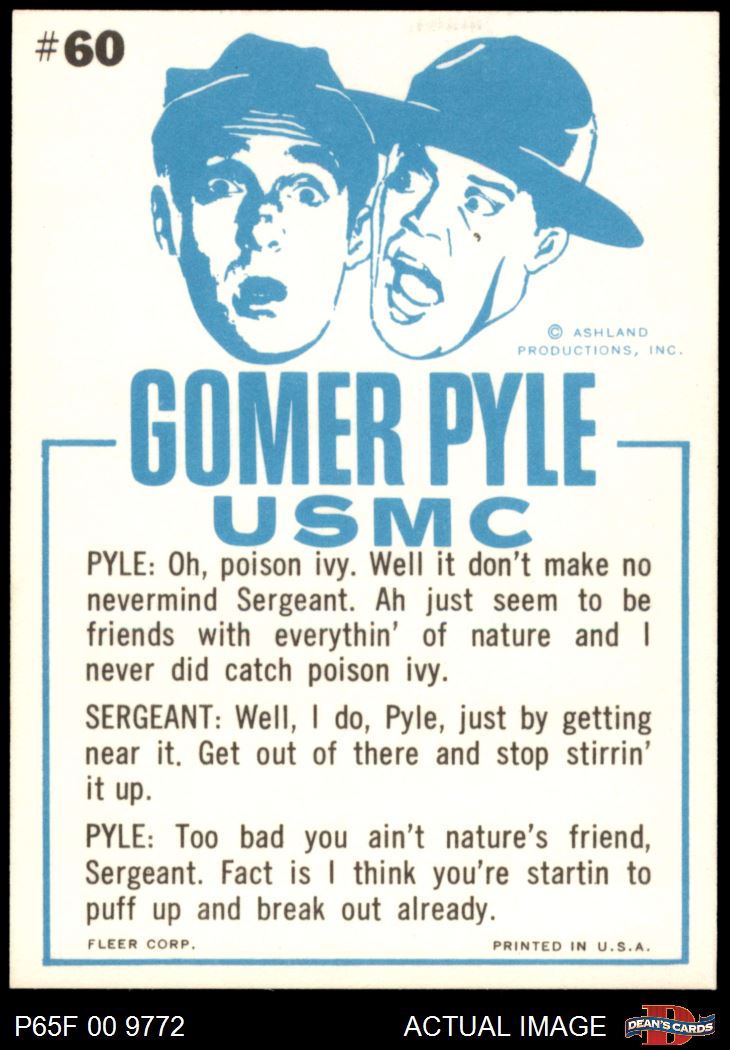 #60
© ASHLAND
PRODUCTIONS, INC.
GOMER PYLE
USMC
PYLE: Oh, poison ivy. Well it don't make no
nevermind Sergeant. Ah just seem to be
friends with everythin' of nature and I
never did catch poison ivy.
SERGEANT: Well, I do, Pyle, just by getting
near it. Get out of there and stop stirrin'
it up.
PYLE: Too bad you ain't nature's friend,
Sergeant. Fact is I think you're startin to
puff up and break out already.
FLEER CORP. PRINTED IN U.S.A.
P65F 00 9772 ACTUAL IMAGE D DEAN'S CARDS